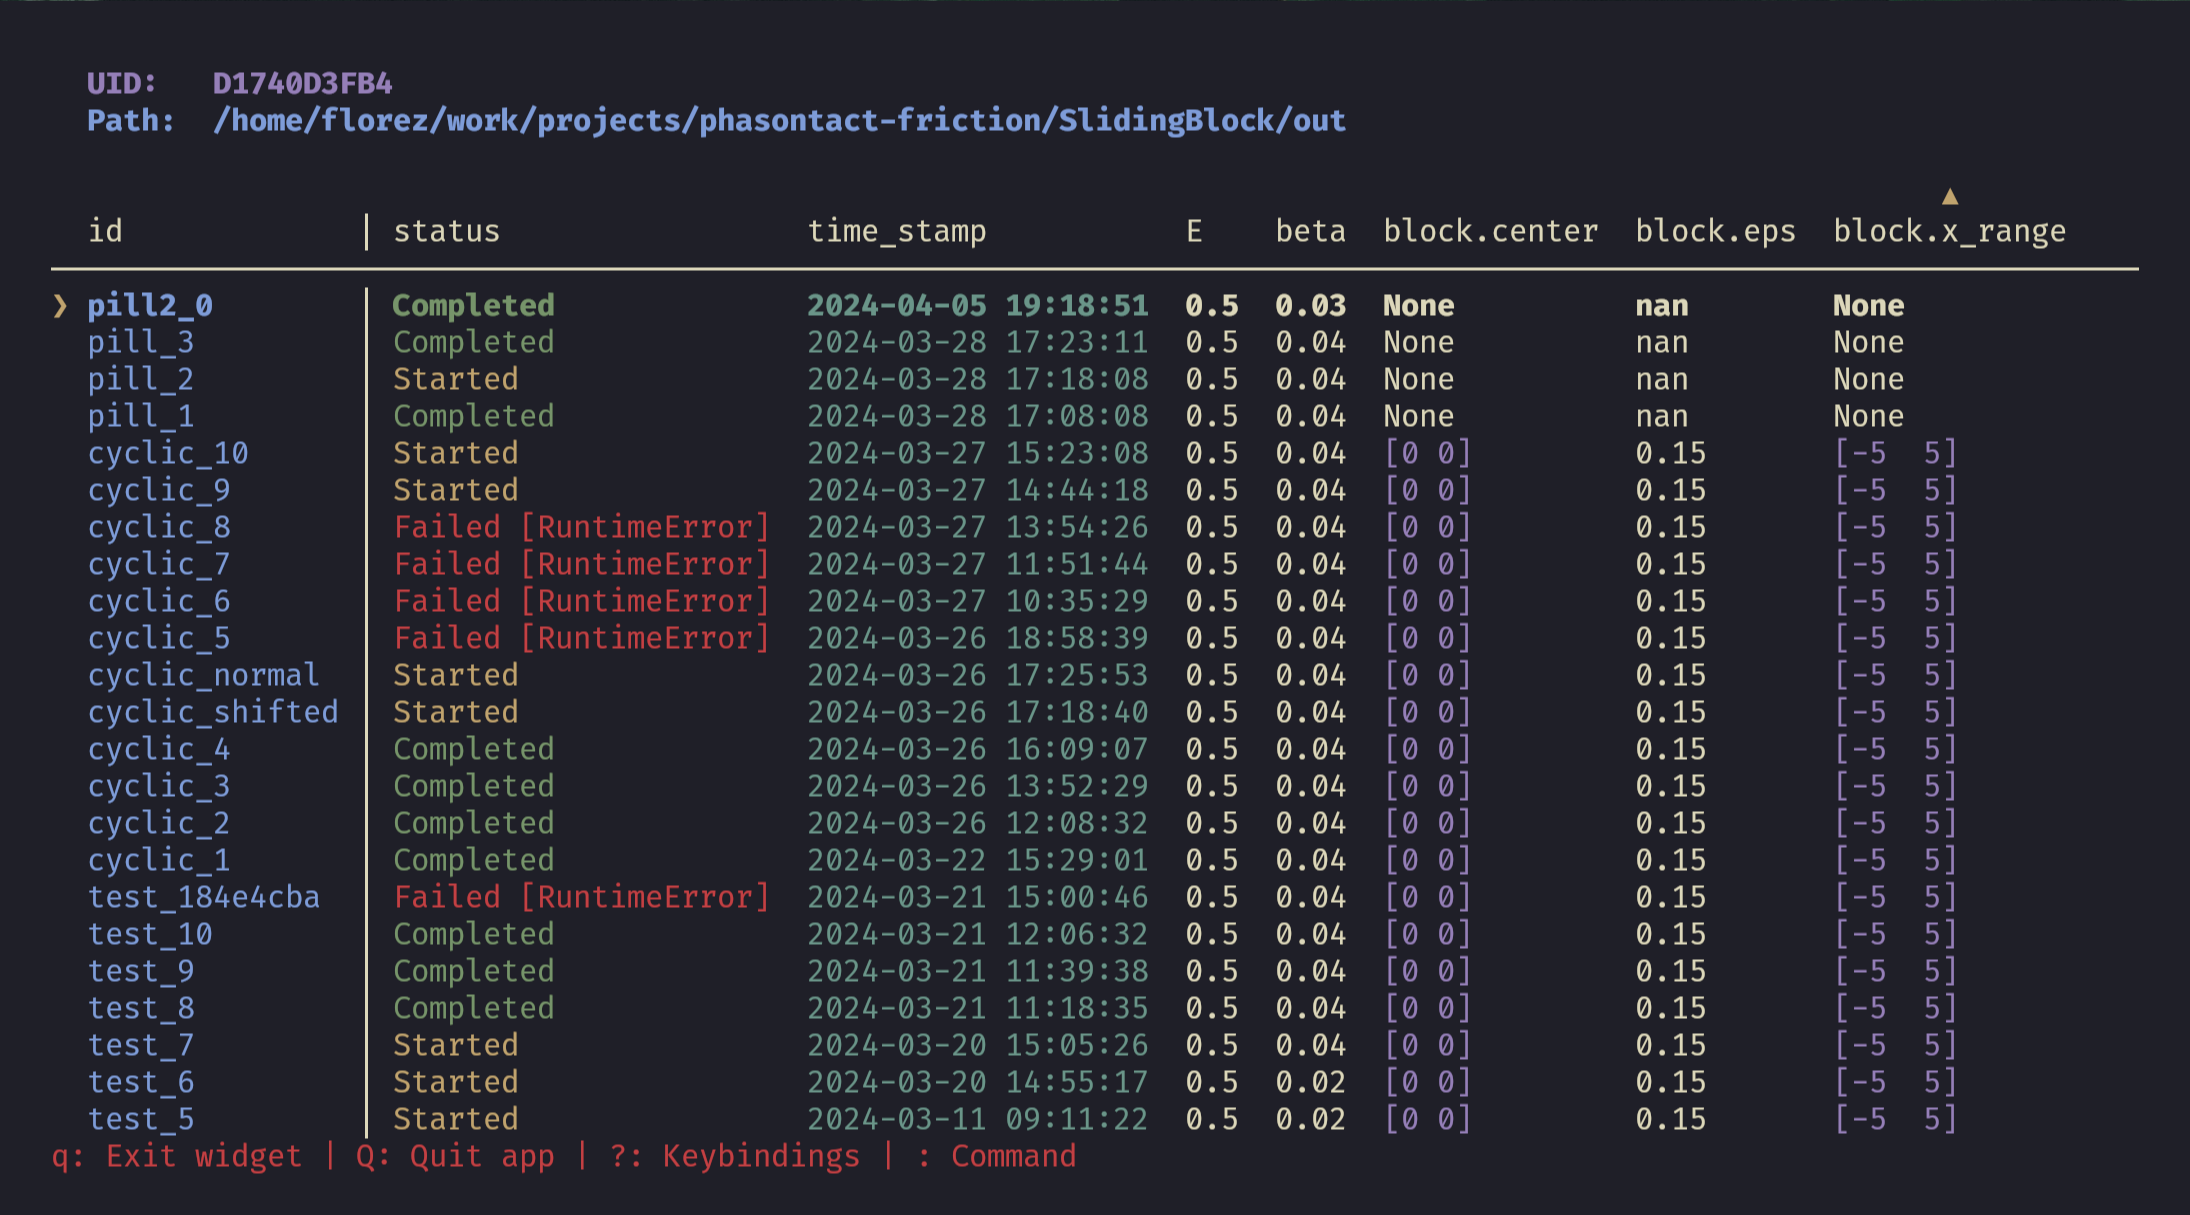 UID:   D1740D3FB4
Path:  /home/florez/work/projects/phasontact-friction/SlidingBlock/out
▲
id | status time_stamp E beta block.center block.eps block.x_range
❯ pill2_0 Completed 2024-04-05 19:18:51 0.5 0.03 None nan None
pill_3 Completed 2024-03-28 17:23:11 0.5 0.04 None nan None
pill_2 Started 2024-03-28 17:18:08 0.5 0.04 None nan None
pill_1 Completed 2024-03-28 17:08:08 0.5 0.04 None nan None
cyclic_10 Started 2024-03-27 15:23:08 0.5 0.04 [0 0] 0.15 [-5  5]
cyclic_9 Started 2024-03-27 14:44:18 0.5 0.04 [0 0] 0.15 [-5  5]
cyclic_8 Failed [RuntimeError] 2024-03-27 13:54:26 0.5 0.04 [0 0] 0.15 [-5  5]
cyclic_7 Failed [RuntimeError] 2024-03-27 11:51:44 0.5 0.04 [0 0] 0.15 [-5  5]
cyclic_6 Failed [RuntimeError] 2024-03-27 10:35:29 0.5 0.04 [0 0] 0.15 [-5  5]
cyclic_5 Failed [RuntimeError] 2024-03-26 18:58:39 0.5 0.04 [0 0] 0.15 [-5  5]
cyclic_normal Started 2024-03-26 17:25:53 0.5 0.04 [0 0] 0.15 [-5  5]
cyclic_shifted Started 2024-03-26 17:18:40 0.5 0.04 [0 0] 0.15 [-5  5]
cyclic_4 Completed 2024-03-26 16:09:07 0.5 0.04 [0 0] 0.15 [-5  5]
cyclic_3 Completed 2024-03-26 13:52:29 0.5 0.04 [0 0] 0.15 [-5  5]
cyclic_2 Completed 2024-03-26 12:08:32 0.5 0.04 [0 0] 0.15 [-5  5]
cyclic_1 Completed 2024-03-22 15:29:01 0.5 0.04 [0 0] 0.15 [-5  5]
test_184e4cba Failed [RuntimeError] 2024-03-21 15:00:46 0.5 0.04 [0 0] 0.15 [-5  5]
test_10 Completed 2024-03-21 12:06:32 0.5 0.04 [0 0] 0.15 [-5  5]
test_9 Completed 2024-03-21 11:39:38 0.5 0.04 [0 0] 0.15 [-5  5]
test_8 Completed 2024-03-21 11:18:35 0.5 0.04 [0 0] 0.15 [-5  5]
test_7 Started 2024-03-20 15:05:26 0.5 0.04 [0 0] 0.15 [-5  5]
test_6 Started 2024-03-20 14:55:17 0.5 0.02 [0 0] 0.15 [-5  5]
test_5 Started 2024-03-11 09:11:22 0.5 0.02 [0 0] 0.15 [-5  5]
q: Exit widget | Q: Quit app | ?: Keybindings | : Command